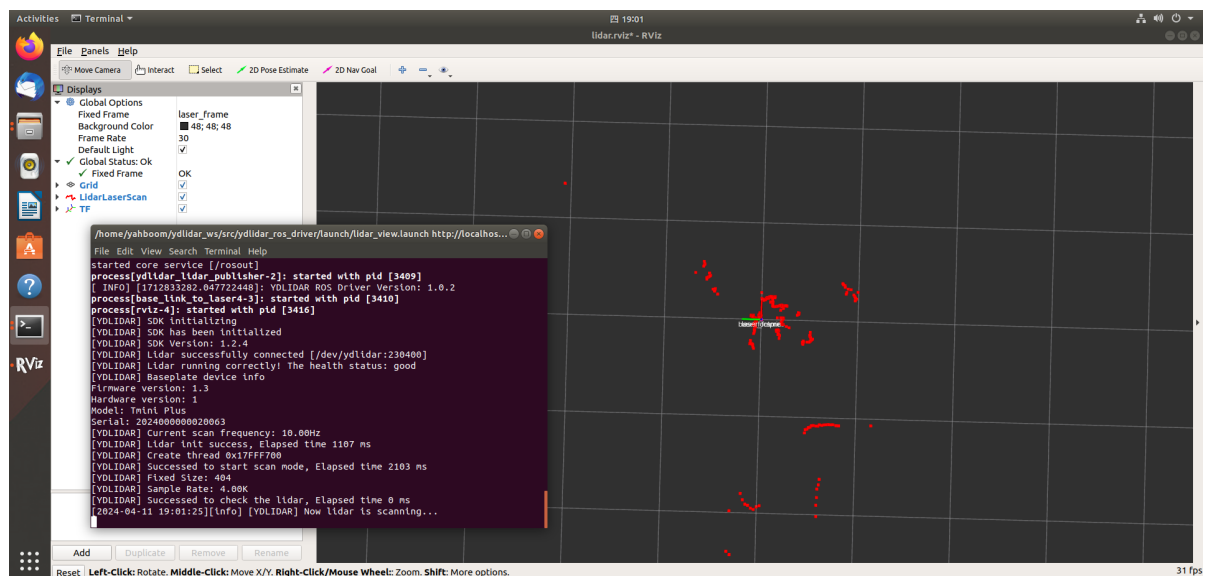 Activities Terminal 19:01
lidar.rviz* - RViz
File Panels Help
Move Camera Interact Select 2D Pose Estimate 2D Nav Goal
Displays
Global Options
Fixed Frame laser_frame
Background Color 48; 48; 48
Frame Rate 30
Default Light
Global Status: Ok
Fixed Frame OK
Grid
LidarLaserScan
TF
/home/yahboom/ydlidar_ws/src/ydlidar_ros_driver/launch/lidar_view.launch http://localhos...
File Edit View Search Terminal Help
started core service [/rosout]
process[ydlidar_lidar_publisher-2]: started with pid [3409]
[ INFO] [1712833282.047722448]: YDLIDAR ROS Driver Version: 1.0.2
process[base_link_to_laser4-3]: started with pid [3410]
process[rviz-4]: started with pid [3416]
[YDLIDAR] SDK initializing
[YDLIDAR] SDK has been initialized
[YDLIDAR] SDK Version: 1.2.4
[YDLIDAR] Lidar successfully connected [/dev/ydlidar:230400]
[YDLIDAR] Lidar running correctly! The health status: good
[YDLIDAR] Baseplate device info
Firmware version: 1.3
Hardware version: 1
Model: Tmini Plus
Serial: 2024000000020063
[YDLIDAR] Current scan frequency: 10.00Hz
[YDLIDAR] Lidar init success, Elapsed time 1107 ms
[YDLIDAR] Create thread 0x17FFF700
[YDLIDAR] Successed to start scan mode, Elapsed time 2103 ms
[YDLIDAR] Fixed Size: 404
[YDLIDAR] Sample Rate: 4.00K
[YDLIDAR] Successed to check the lidar, Elapsed time 0 ms
[2024-04-11 19:01:25][info] [YDLIDAR] Now lidar is scanning...
RViz
Add Duplicate Remove Rename
Reset Left-Click: Rotate. Middle-Click: Move X/Y. Right-Click/Mouse Wheel:: Zoom. Shift: More options. 31 fps